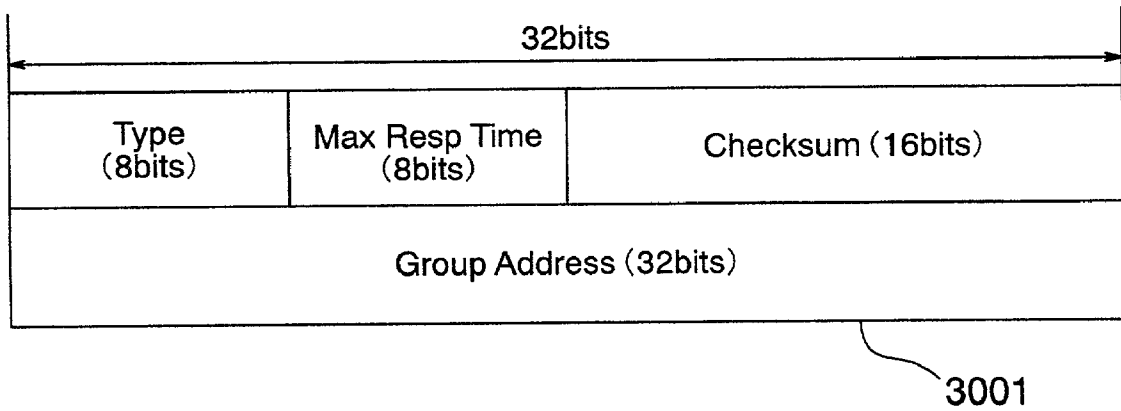 32bits
Type
(8bits)
Max Resp Time
(8bits)
Checksum (16bits)
Group Address (32bits)
3001